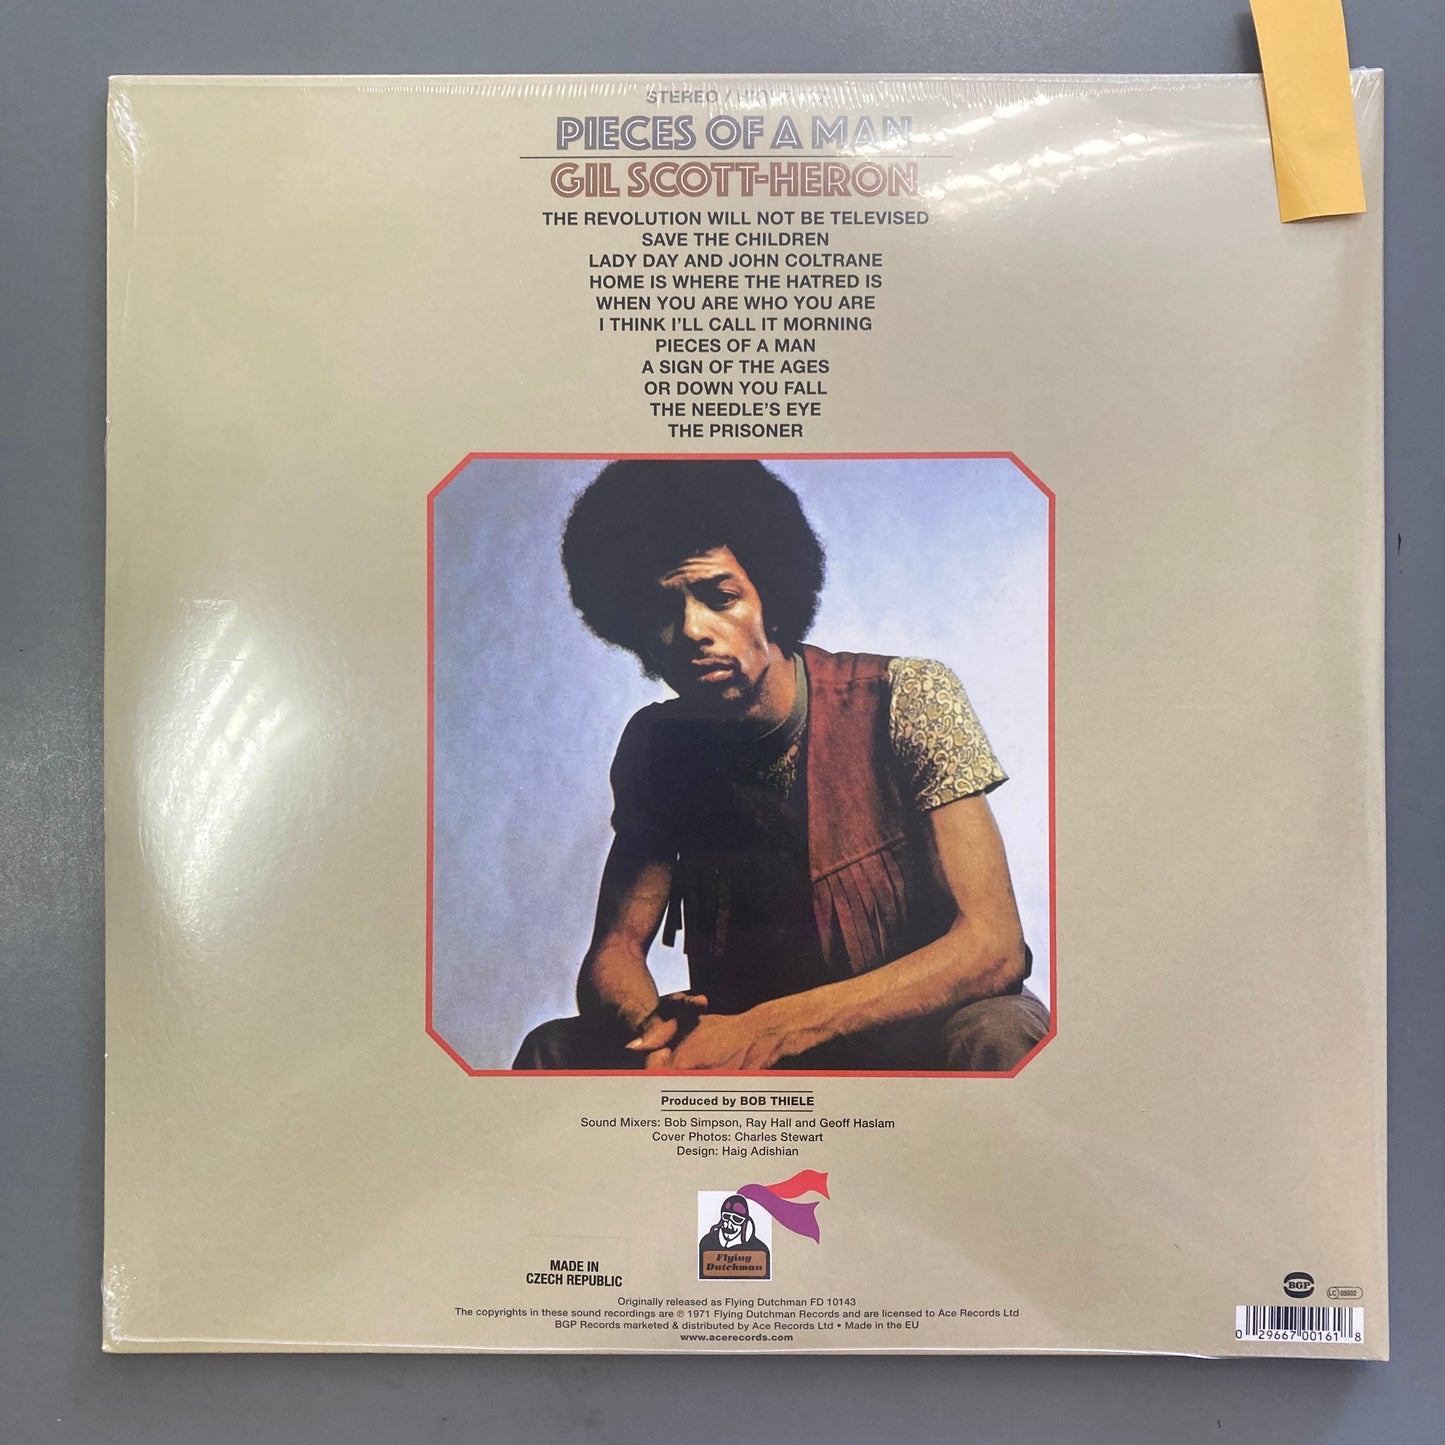 STEREO /
PIECES OF A MAN
GIL SCOTT-HERON
THE REVOLUTION WILL NOT BE TELEVISED
SAVE THE CHILDREN
LADY DAY AND JOHN COLTRANE
HOME IS WHERE THE HATRED IS
WHEN YOU ARE WHO YOU ARE
I THINK I'LL CALL IT MORNING
PIECES OF A MAN
A SIGN OF THE AGES
OR DOWN YOU FALL
THE NEEDLE'S EYE
THE PRISONER
Produced by BOB THIELE
Sound Mixers: Bob Simpson, Ray Hall and Geoff Haslam
Cover Photos: Charles Stewart
Design: Haig Adishian
Flying
Dutchman
MADE IN
CZECH REPUBLIC
BGP
LC 05502
Originally released as Flying Dutchman FD 10143
The copyrights in these sound recordings are ℗ 1971 Flying Dutchman Records and are licensed to Ace Records Ltd
BGP Records marketed & distributed by Ace Records Ltd • Made in the EU
www.acerecords.com
0 29667 00161 8